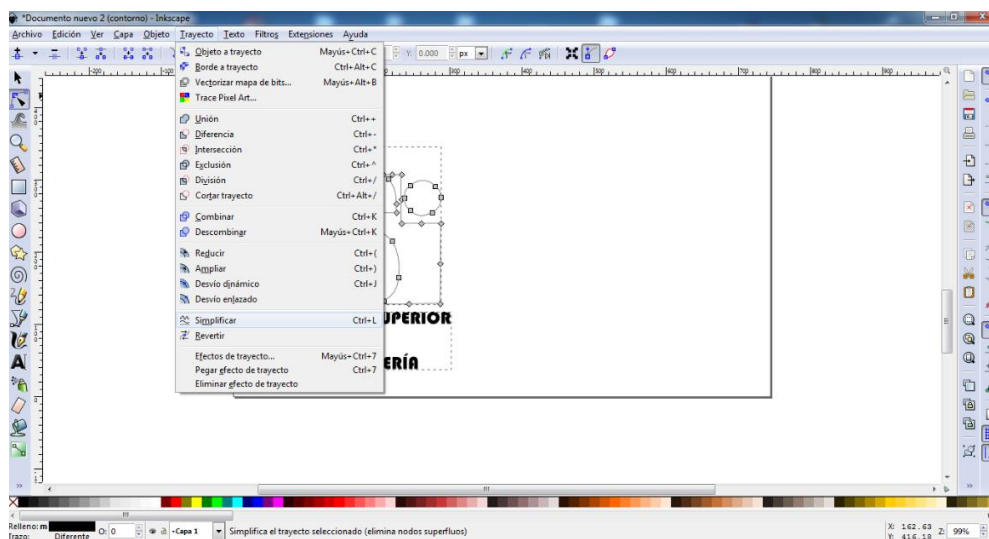 *Documento nuevo 2 (contorno) - Inkscape
Archivo Edición Ver Capa Objeto Trayecto Texto Filtros Extensiones Ayuda
Y: 0.000 px
Objeto a trayecto Mayús+Ctrl+C
Borde a trayecto Ctrl+Alt+C
Vectorizar mapa de bits... Mayús+Alt+B
Trace Pixel Art...
Unión Ctrl++
Diferencia Ctrl+-
Intersección Ctrl+*
Exclusión Ctrl+^
División Ctrl+/
Cortar trayecto Ctrl+Alt+/
Combinar Ctrl+K
Descombinar Mayús+Ctrl+K
Reducir Ctrl+(
Ampliar Ctrl+)
Desvío dinámico Ctrl+J
Desvío enlazado
Simplificar Ctrl+L
Revertir
Efectos de trayecto... Mayús+Ctrl+7
Pegar efecto de trayecto Ctrl+7
Eliminar efecto de trayecto
UPERIOR
ERÍA
Relleno: m
Trazo: Diferente
O: 0
-Capa 1
Simplifica el trayecto seleccionado (elimina nodos superfluos)
X: 162.63
Y: 416.18
Z: 99%